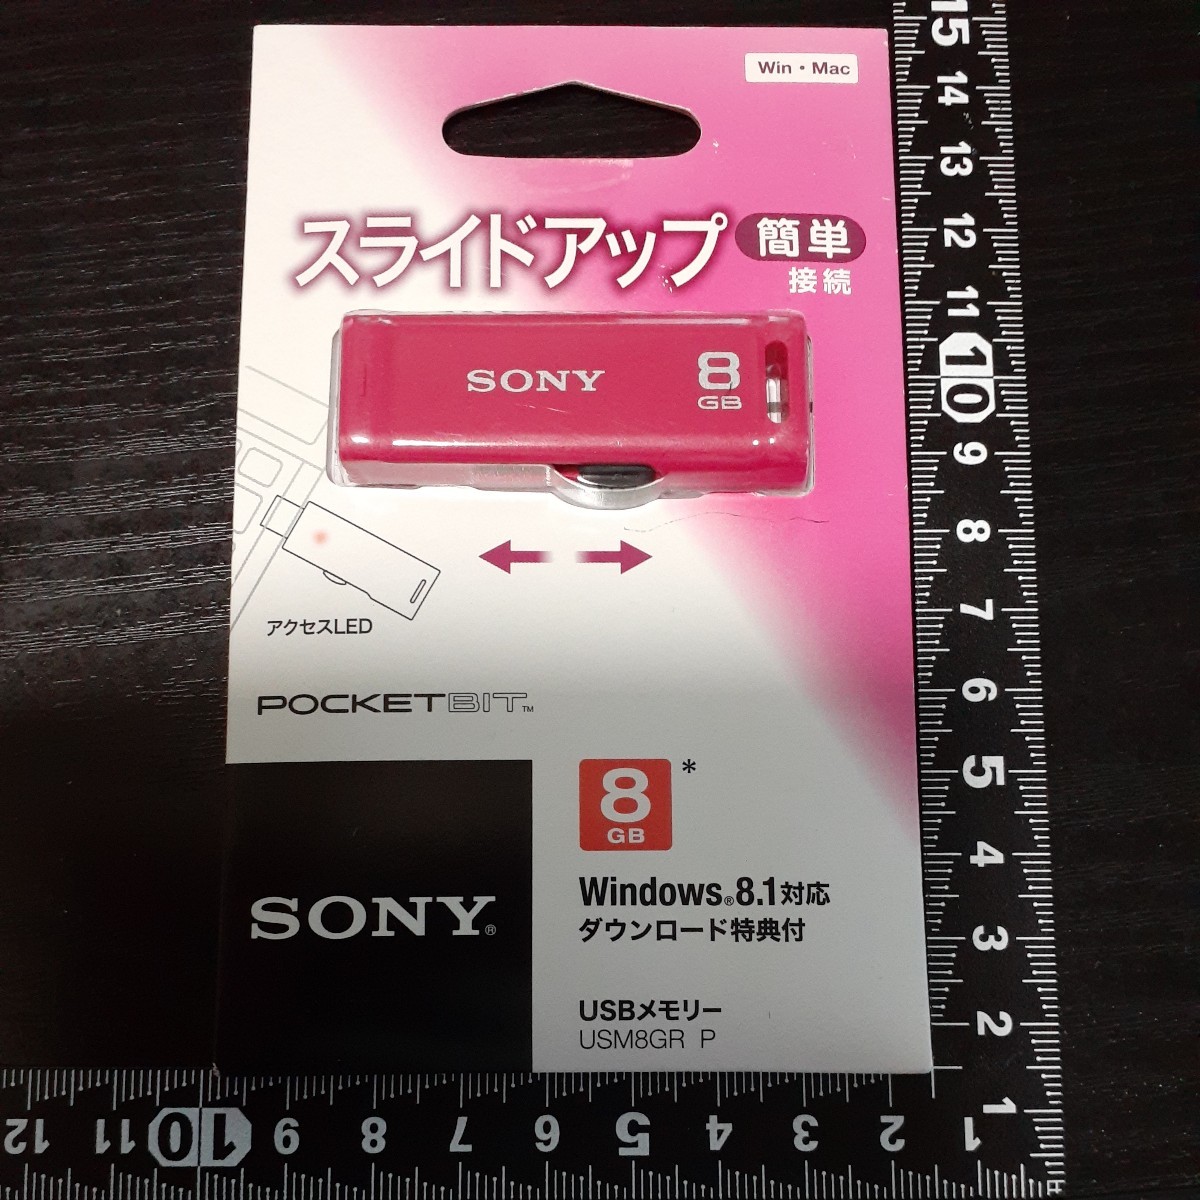 Win・Mac
スライドアップ 簡単
接続
SONY 8
GB
アクセスLED
POCKETBIT™
8 *
GB
SONY®
Windows®8.1対応
ダウンロード特典付
USBメモリー
USM8GR P
15
14
13
12
11
10
9
8
7
6
5
4
3
2
1
12 11 10 9 8 7 6 5 4 3 2 1